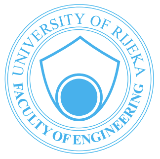 UNIVERSITY OF RIJEKA
FACULTY OF ENGINEERING